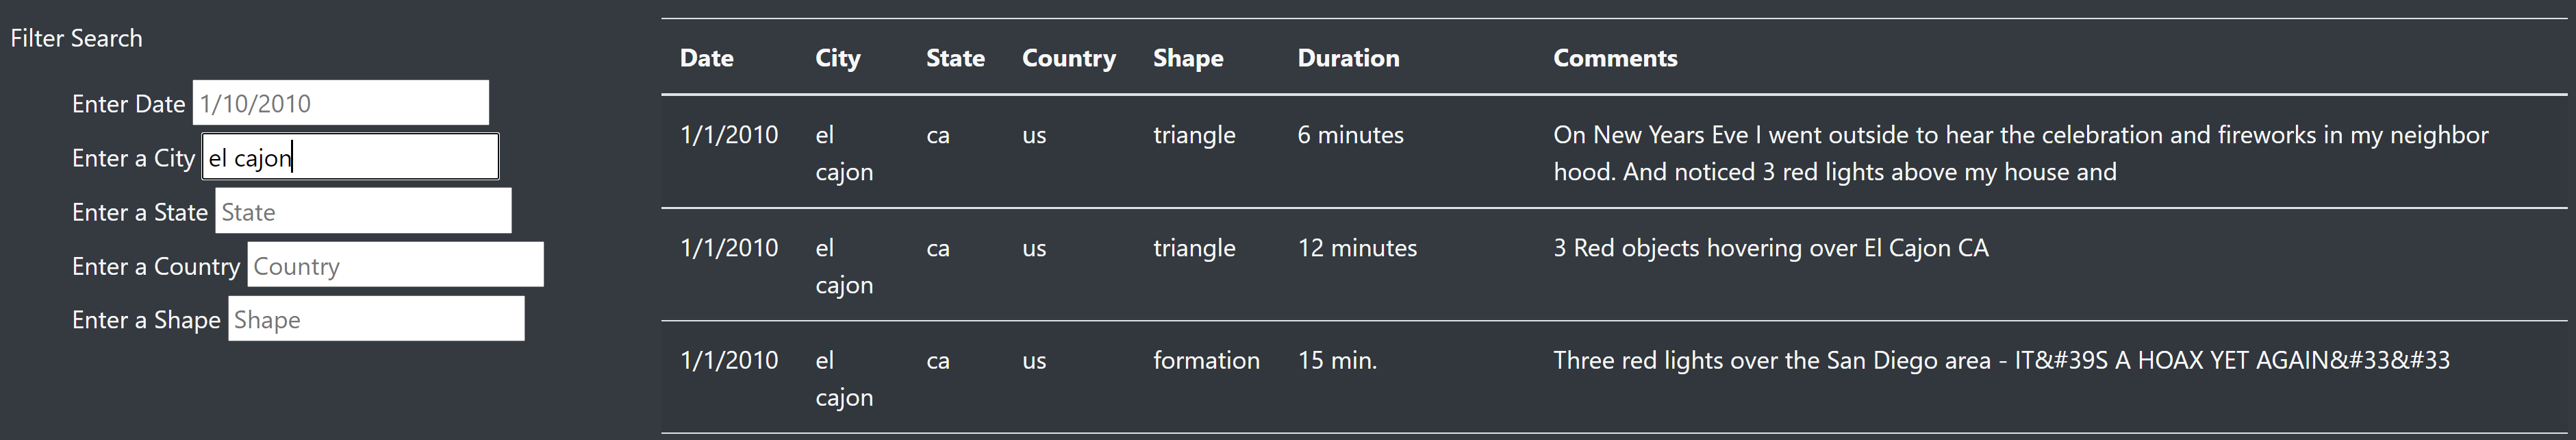 Filter Search
Enter Date 1/10/2010
Enter a City el cajon
Enter a State State
Enter a Country Country
Enter a Shape Shape
Date City State Country Shape Duration Comments
1/1/2010 el cajon ca us triangle 6 minutes On New Years Eve I went outside to hear the celebration and fireworks in my neighbor
hood. And noticed 3 red lights above my house and
1/1/2010 el cajon ca us triangle 12 minutes 3 Red objects hovering over El Cajon CA
1/1/2010 el cajon ca us formation 15 min. Three red lights over the San Diego area - IT&#39S A HOAX YET AGAIN&#33&#33